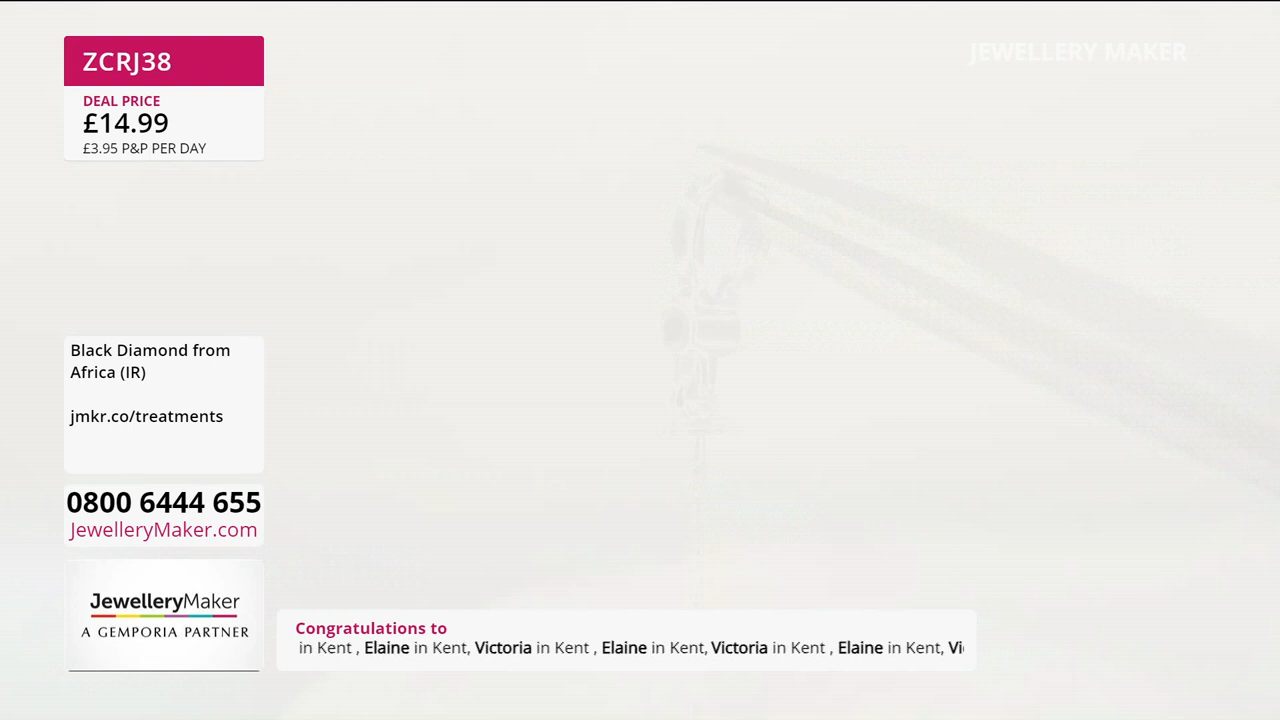 ZCRJ38
DEAL PRICE
£14.99
£3.95 P&P PER DAY
JEWELLERY MAKER
Black Diamond from
Africa (IR)
jmkr.co/treatments
0800 6444 655
JewelleryMaker.com
JewelleryMaker
A GEMPORIA PARTNER
Congratulations to
in Kent , Elaine in Kent, Victoria in Kent , Elaine in Kent, Victoria in Kent , Elaine in Kent, Vi